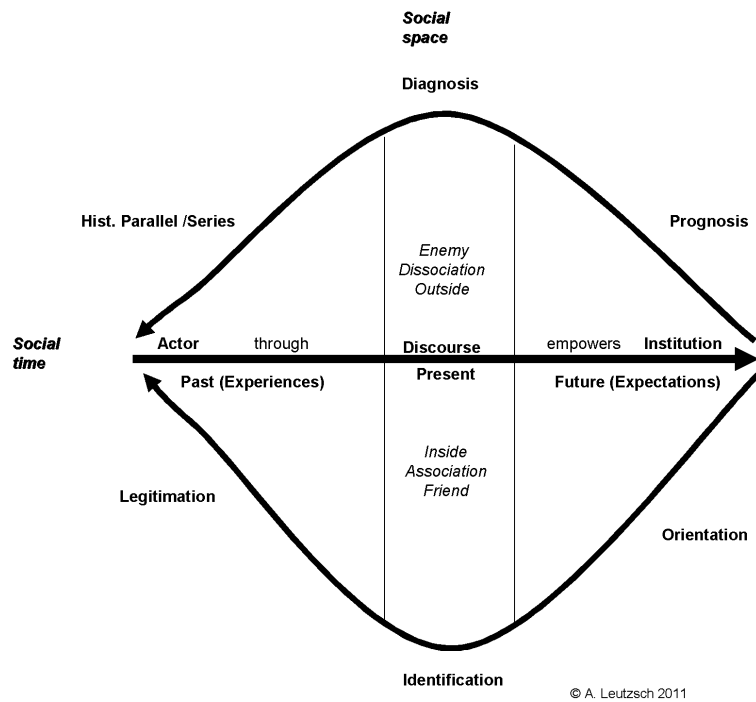 Social
space
Diagnosis
Hist. Parallel /Series
Prognosis
Enemy
Dissociation
Outside
Social
time
Actor through Discourse empowers Institution
Past (Experiences) Present Future (Expectations)
Inside
Association
Friend
Legitimation
Orientation
Identification
© A. Leutzsch 2011